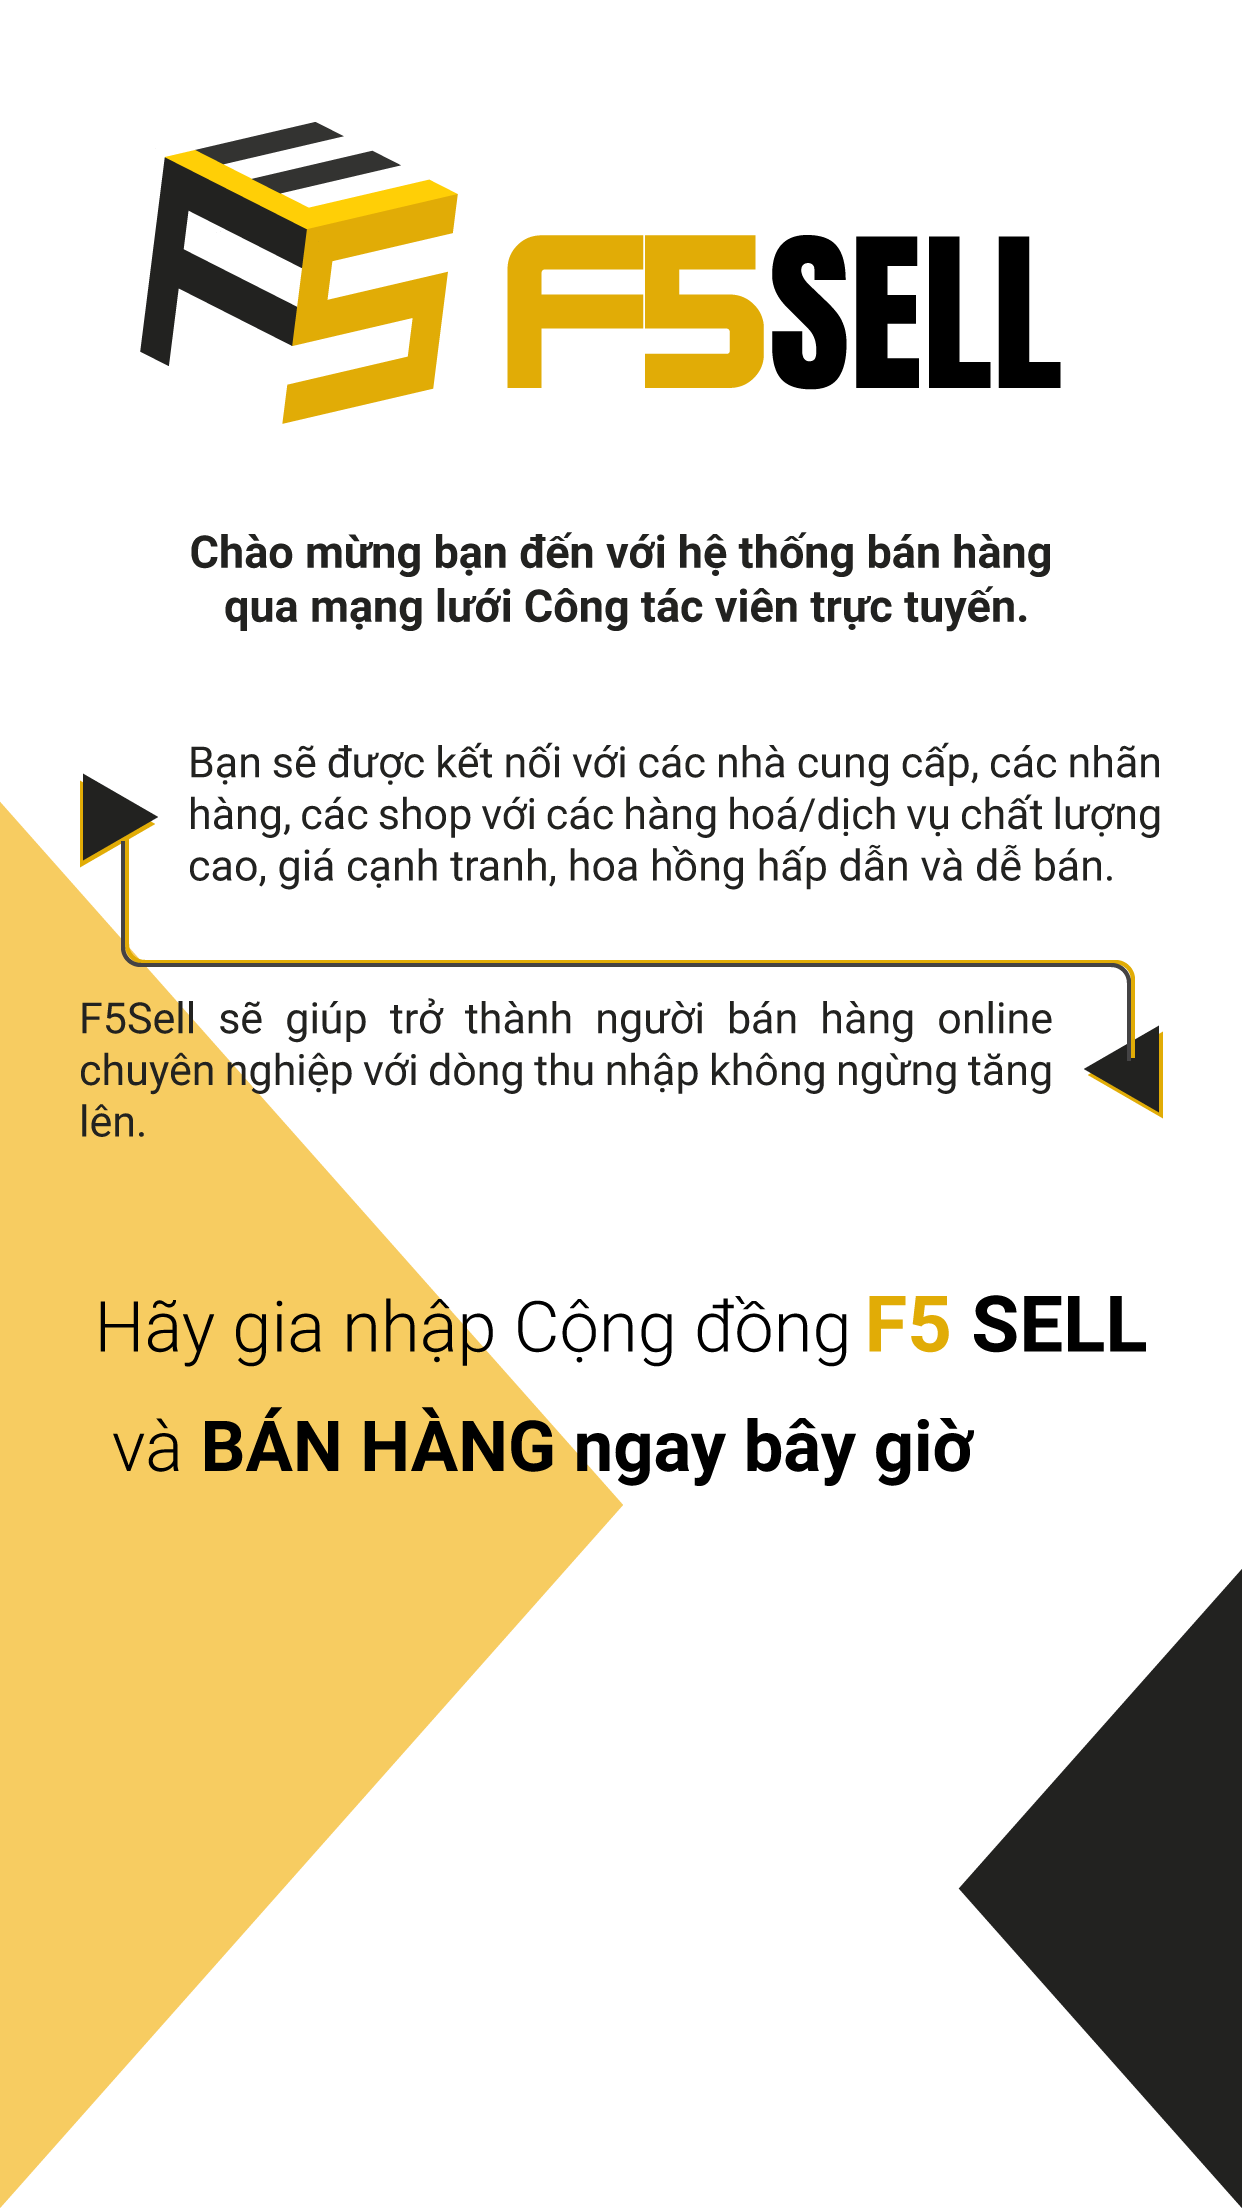 F5
F5SELL
Chào mừng bạn đến với hệ thống bán hàng
qua mạng lưới Công tác viên trực tuyến.
Bạn sẽ được kết nối với các nhà cung cấp, các nhãn
hàng, các shop với các hàng hoá/dịch vụ chất lượng
cao, giá cạnh tranh, hoa hồng hấp dẫn và dễ bán.
F5Sell sẽ giúp trở thành người bán hàng online
chuyên nghiệp với dòng thu nhập không ngừng tăng
lên.
Hãy gia nhập Cộng đồng F5 SELL
và BÁN HÀNG ngay bây giờ